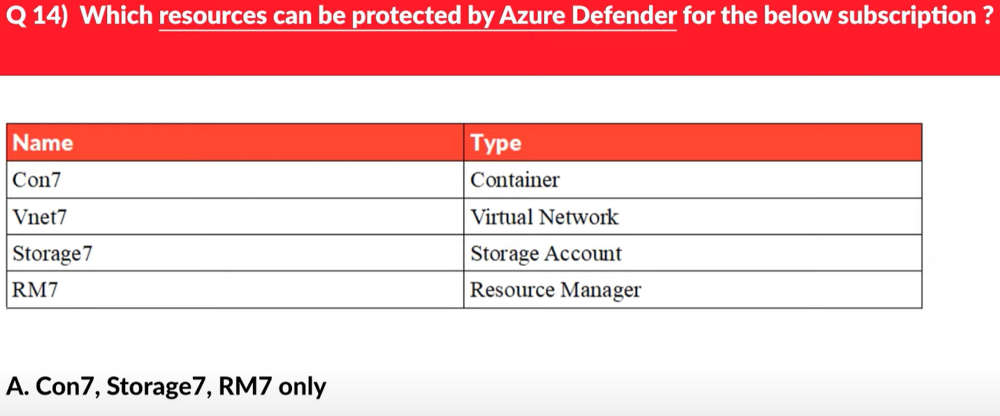 Q 14) Which resources can be protected by Azure Defender for the below subscription ?
Name Type
Con7 Container
Vnet7 Virtual Network
Storage7 Storage Account
RM7 Resource Manager
A. Con7, Storage7, RM7 only